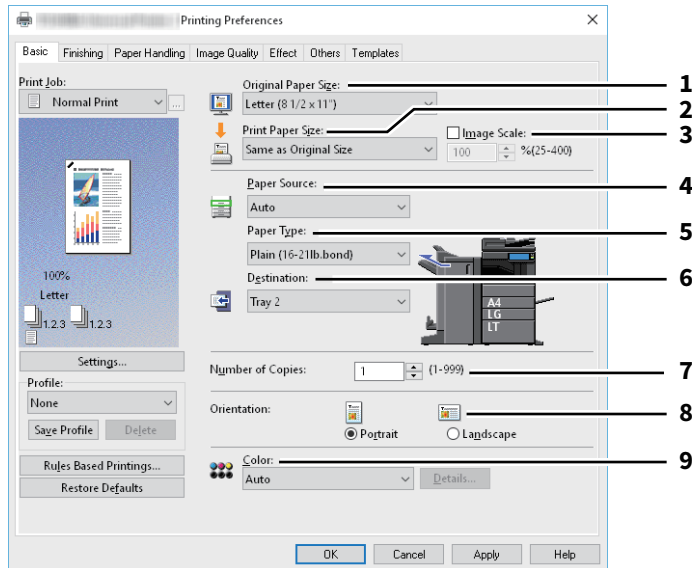 Printing Preferences
Basic Finishing Paper Handling Image Quality Effect Others Templates
Print Job:
Normal Print
...
100%
Letter
1.2.3 1.2.3
Settings...
Profile:
None
Save Profile Delete
Rules Based Printings...
Restore Defaults
Original Paper Size: 1
Letter (8 1/2 x 11")
Print Paper Size: 2
Same as Original Size
Image Scale: 3
100 %(25-400)
Paper Source: 4
Auto
Paper Type: 5
Plain (16-21lb.bond)
Destination: 6
Tray 2
A4
LG
LT
Number of Copies: 1 (1-999) 7
Orientation: 8
Portrait Landscape
Color: 9
Auto Details...
OK Cancel Apply Help